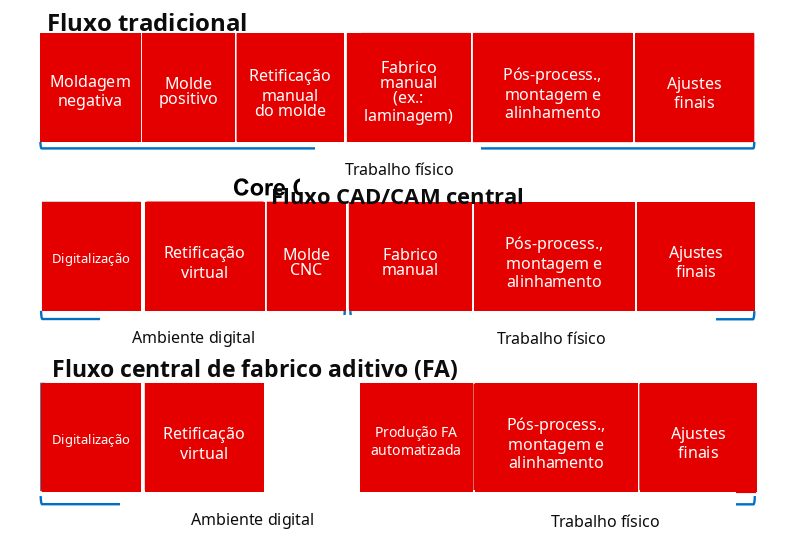 Fluxo tradicional
Moldagem
negativa
Molde
positivo
Retificação
manual
do molde
Fabrico
manual
(ex.:
laminagem)
Pós-process.,
montagem e
alinhamento
Ajustes
finais
Trabalho físico
Core
Fluxo CAD/CAM central
Digitalização
Retificação
virtual
Molde
CNC
Fabrico
manual
Pós-process.,
montagem e
alinhamento
Ajustes
finais
Ambiente digital
Trabalho físico
Fluxo central de fabrico aditivo (FA)
Digitalização
Retificação
virtual
Produção FA
automatizada
Pós-process.,
montagem e
alinhamento
Ajustes
finais
Ambiente digital
Trabalho físico